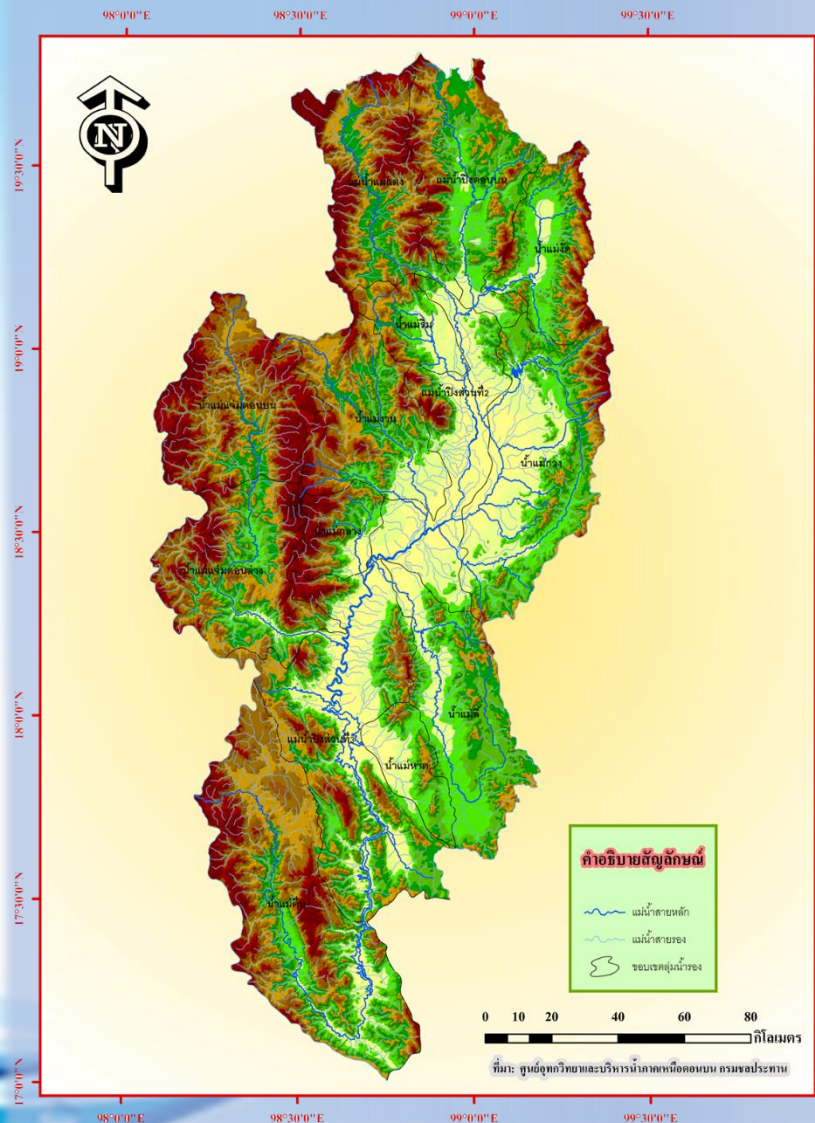 98°0'0"E 98°30'0"E 99°0'0"E 99°30'0"E
N
19°30'0"N
19°0'0"N
18°30'0"N
18°0'0"N
17°30'0"N
17°0'0"N
แม่น้ำปิงตอนบน
น้ำแม่งัด
น้ำแม่ริม
แม่น้ำปิงส่วนที่2
น้ำแม่แจ่มตอนบน
น้ำแม่งาน
น้ำแม่กวง
น้ำแม่กลาง
น้ำแม่แจ่มตอนล่าง
น้ำแม่ลี้
แม่น้ำปิงส่วนที่3
น้ำแม่หาด
น้ำแม่ตื่น
คำอธิบายสัญลักษณ์
แม่น้ำสายหลัก
แม่น้ำสายรอง
ขอบเขตลุ่มน้ำรอง
0 10 20 40 60 80
กิโลเมตร
ที่มา: ศูนย์อุทกวิทยาและบริหารน้ำภาคเหนือตอนบน กรมชลประทาน
98°0'0"E 98°30'0"E 99°0'0"E 99°30'0"E